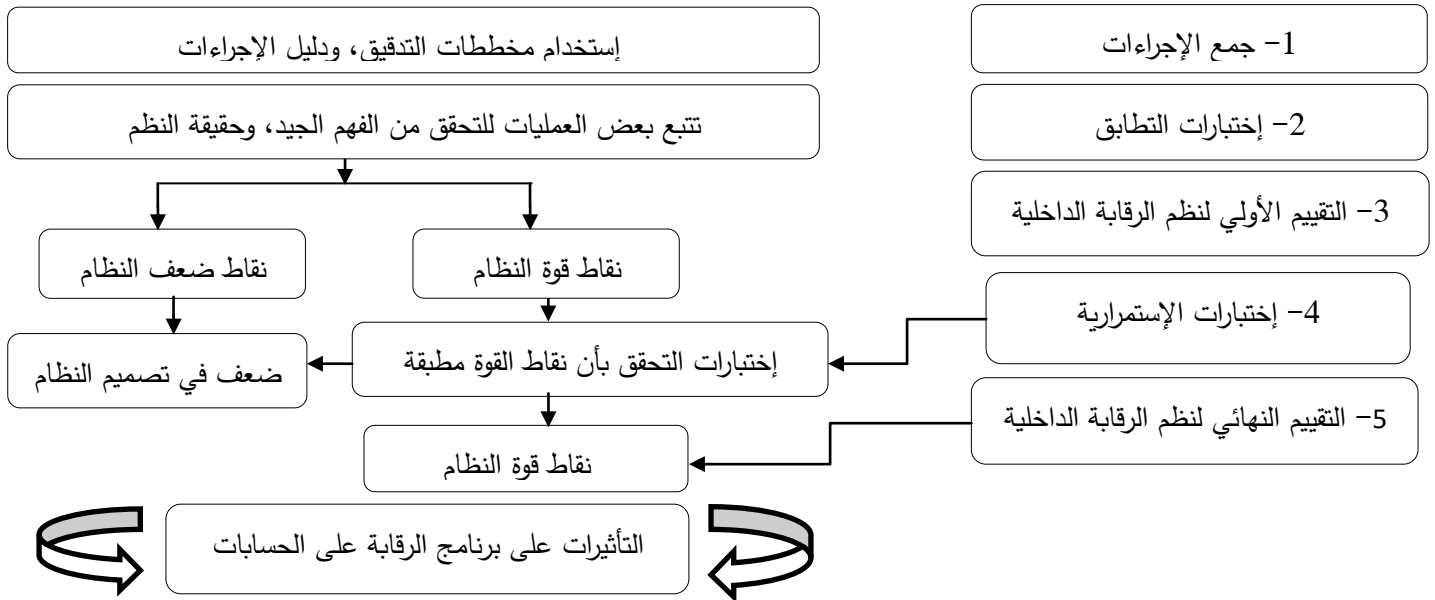 1- جمع الإجراءات
إستخدام مخططات التدقيق، ودليل الإجراءات
2- إختبارات التطابق
تتبع بعض العمليات للتحقق من الفهم الجيد، وحقيقة النظم
3- التقييم الأولي لنظم الرقابة الداخلية
نقاط قوة النظام
نقاط ضعف النظام
4- إختبارات الإستمرارية
إختبارات التحقق بأن نقاط القوة مطبقة
ضعف في تصميم النظام
5- التقييم النهائي لنظم الرقابة الداخلية
نقاط قوة النظام
التأثيرات على برنامج الرقابة على الحسابات